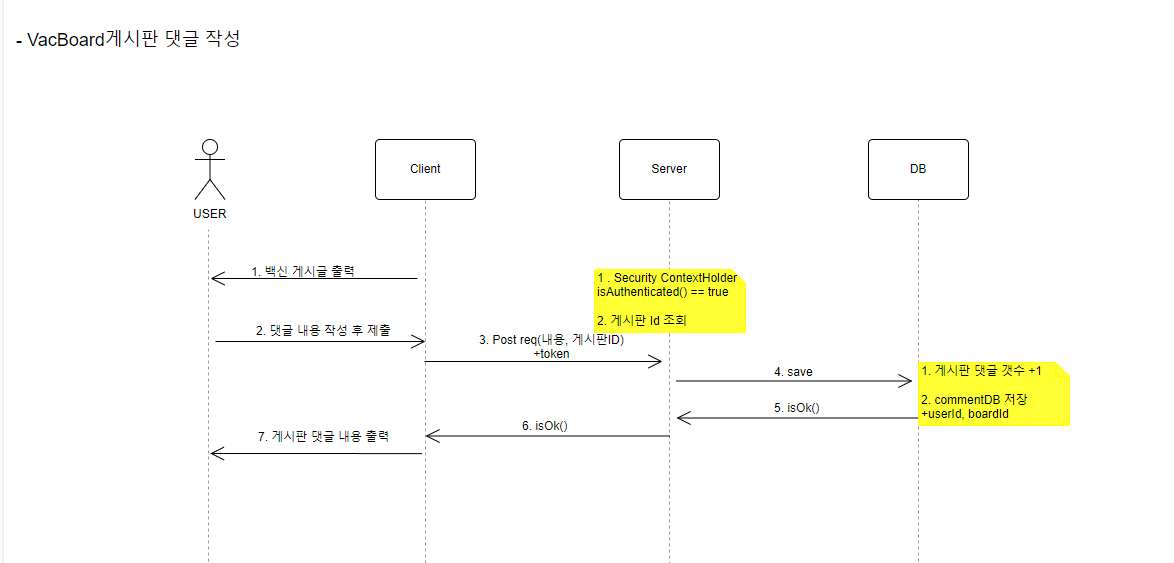 - VacBoard게시판 댓글 작성
USER
Client
Server
DB
1. 백신 게시글 출력
1 . Security ContextHolder
isAuthenticated() == true
2. 게시판 Id 조회
2. 댓글 내용 작성 후 제출
3. Post req(내용, 게시판ID)
+token
4. save
1. 게시판 댓글 갯수 +1
2. commentDB 저장
+userId, boardId
5. isOk()
6. isOk()
7. 게시판 댓글 내용 출력